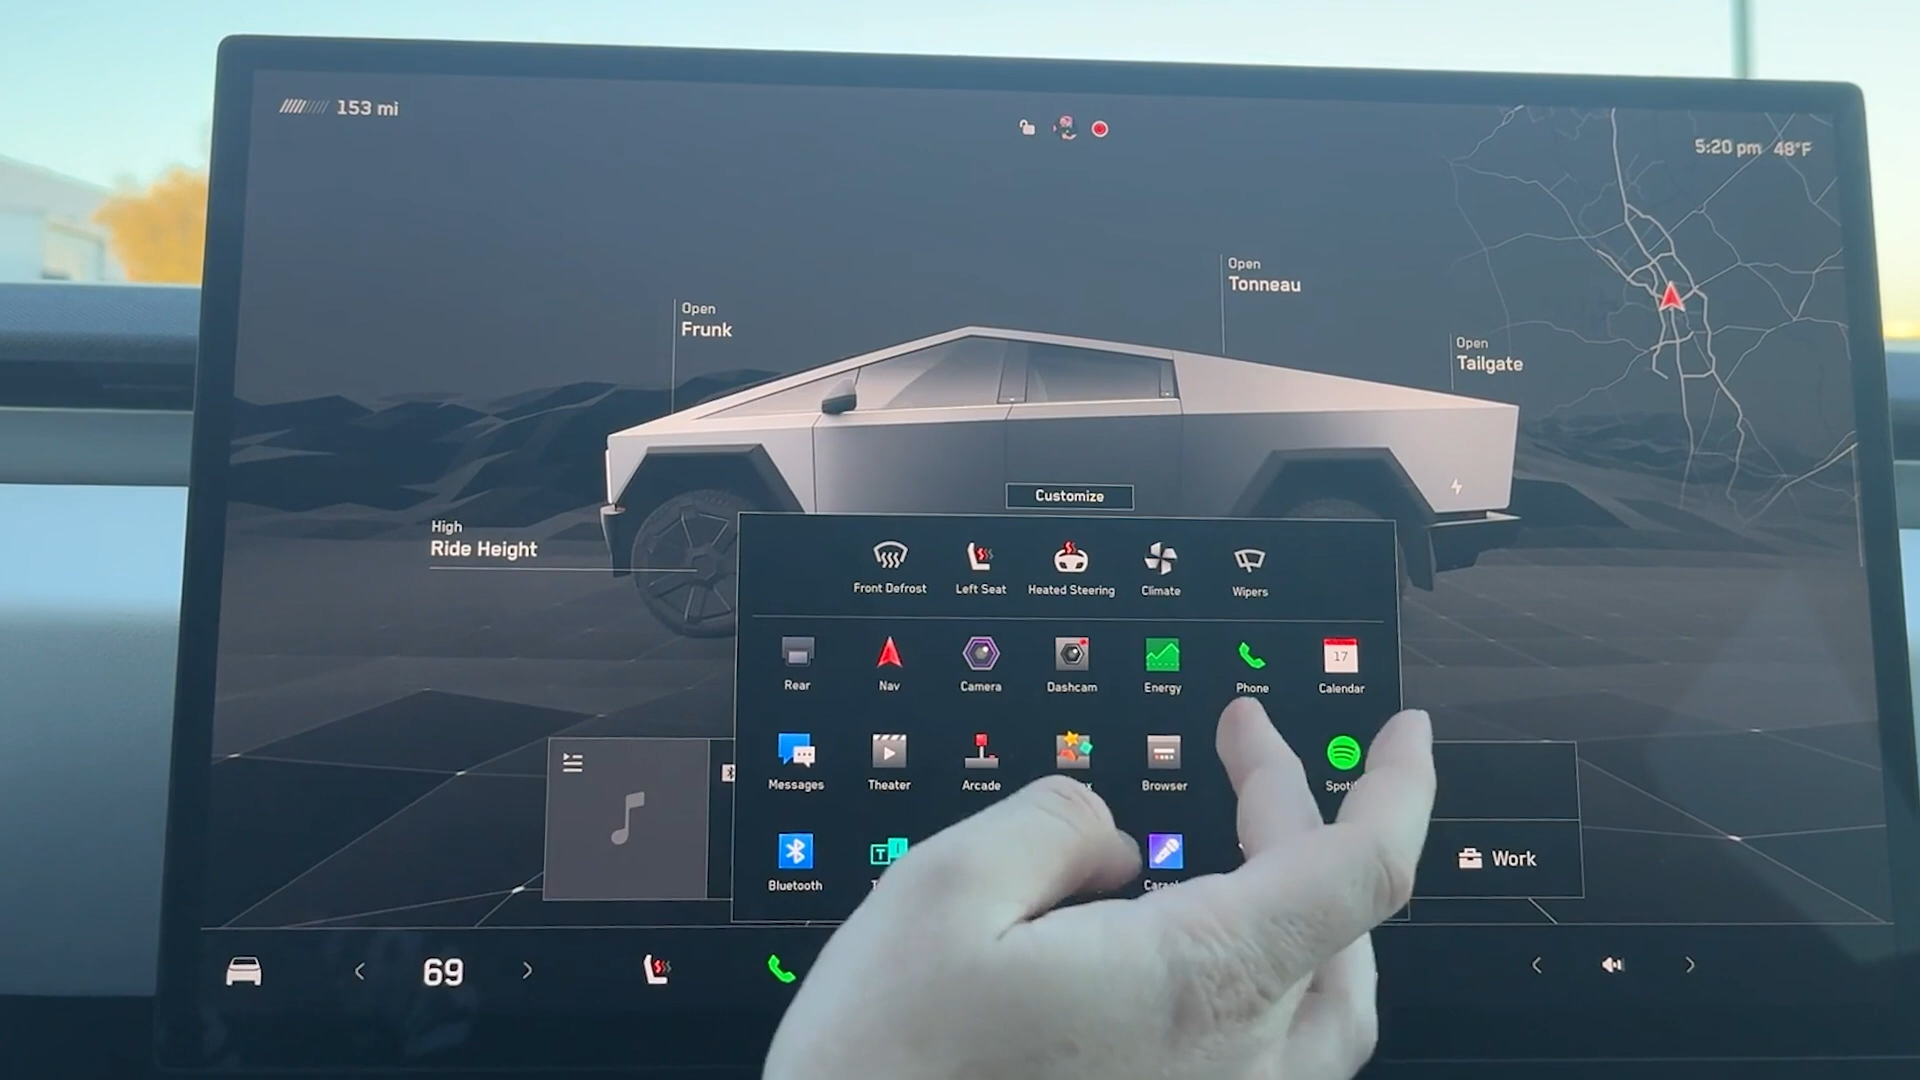 153 mi
5:20 pm 48°F
Open
Tonneau
Open
Frunk
Open
Tailgate
Customize
High
Ride Height
Front Defrost
Left Seat
Heated Steering
Climate
Wipers
Rear
Nav
Camera
Dashcam
Energy
Phone
17
Calendar
Messages
Theater
Arcade
Browser
Bluetooth
Work
69